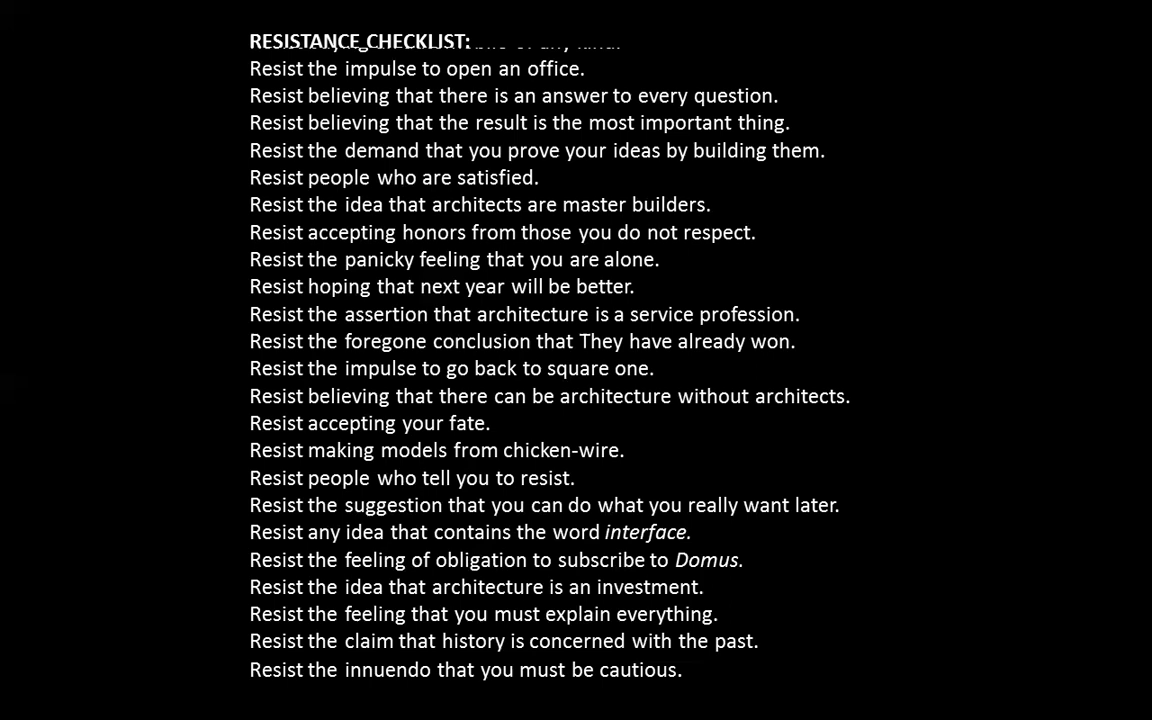 RESISTANCE CHECKLIST:
Resist the impulse to open an office.
Resist believing that there is an answer to every question.
Resist believing that the result is the most important thing.
Resist the demand that you prove your ideas by building them.
Resist people who are satisfied.
Resist the idea that architects are master builders.
Resist accepting honors from those you do not respect.
Resist the panicky feeling that you are alone.
Resist hoping that next year will be better.
Resist the assertion that architecture is a service profession.
Resist the foregone conclusion that They have already won.
Resist the impulse to go back to square one.
Resist believing that there can be architecture without architects.
Resist accepting your fate.
Resist making models from chicken-wire.
Resist people who tell you to resist.
Resist the suggestion that you can do what you really want later.
Resist any idea that contains the word interface.
Resist the feeling of obligation to subscribe to Domus.
Resist the idea that architecture is an investment.
Resist the feeling that you must explain everything.
Resist the claim that history is concerned with the past.
Resist the innuendo that you must be cautious.